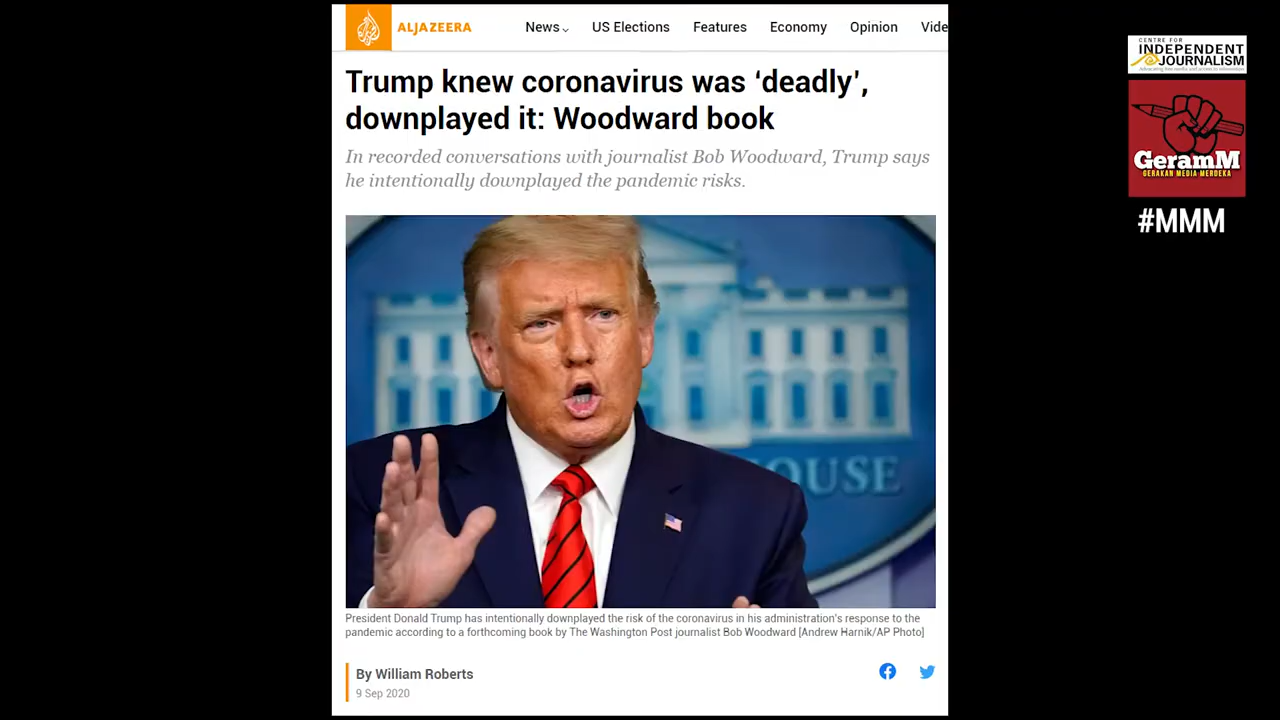 ALJAZEERA
News
US Elections
Features
Economy
Opinion
Vide
Trump knew coronavirus was ‘deadly’,
downplayed it: Woodward book
In recorded conversations with journalist Bob Woodward, Trump says
he intentionally downplayed the pandemic risks.
OUSE
President Donald Trump has intentionally downplayed the risk of the coronavirus in his administration's response to the
pandemic according to a forthcoming book by The Washington Post journalist Bob Woodward [Andrew Harnik/AP Photo]
By William Roberts
9 Sep 2020
CENTRE FOR
INDEPENDENT
JOURNALISM
GeramM
GERAKAN MEDIA MERDEKA
#MMM